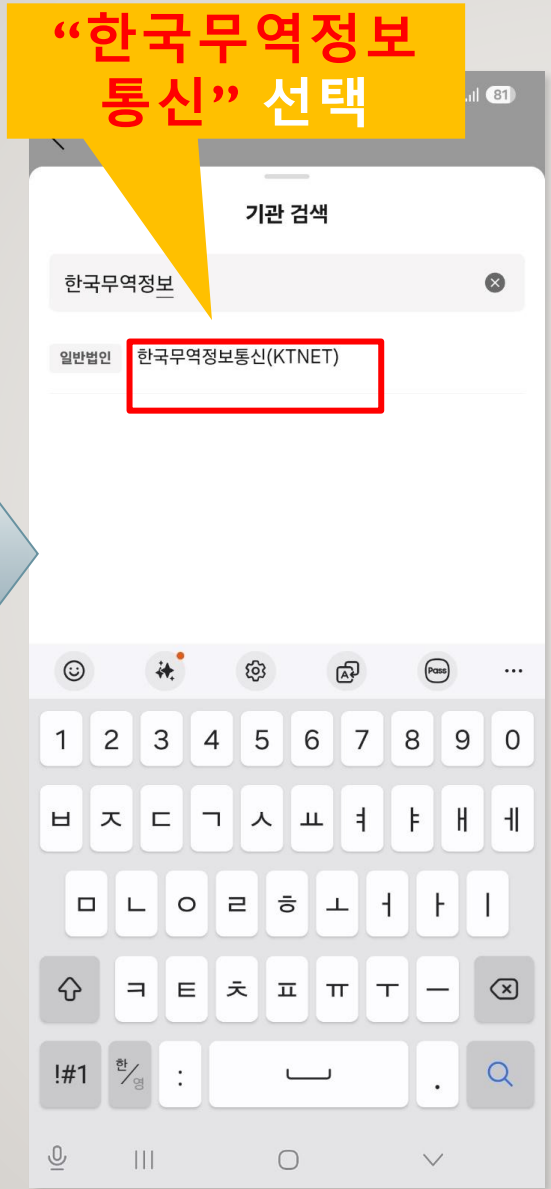 “한국무역정보
통신” 선택
81
기관 검색
한국무역정보
일반법인 한국무역정보통신(KTNET)
Pass
1 2 3 4 5 6 7 8 9 0
ㅂ ㅈ ㄷ ㄱ ㅅ ㅛ ㅕ ㅑ ㅐ ㅔ
ㅁ ㄴ ㅇ ㄹ ㅎ ㅗ ㅓ ㅏ ㅣ
ㅋ ㅌ ㅊ ㅍ ㅠ ㅜ ㅡ
!#1 한/영 : .